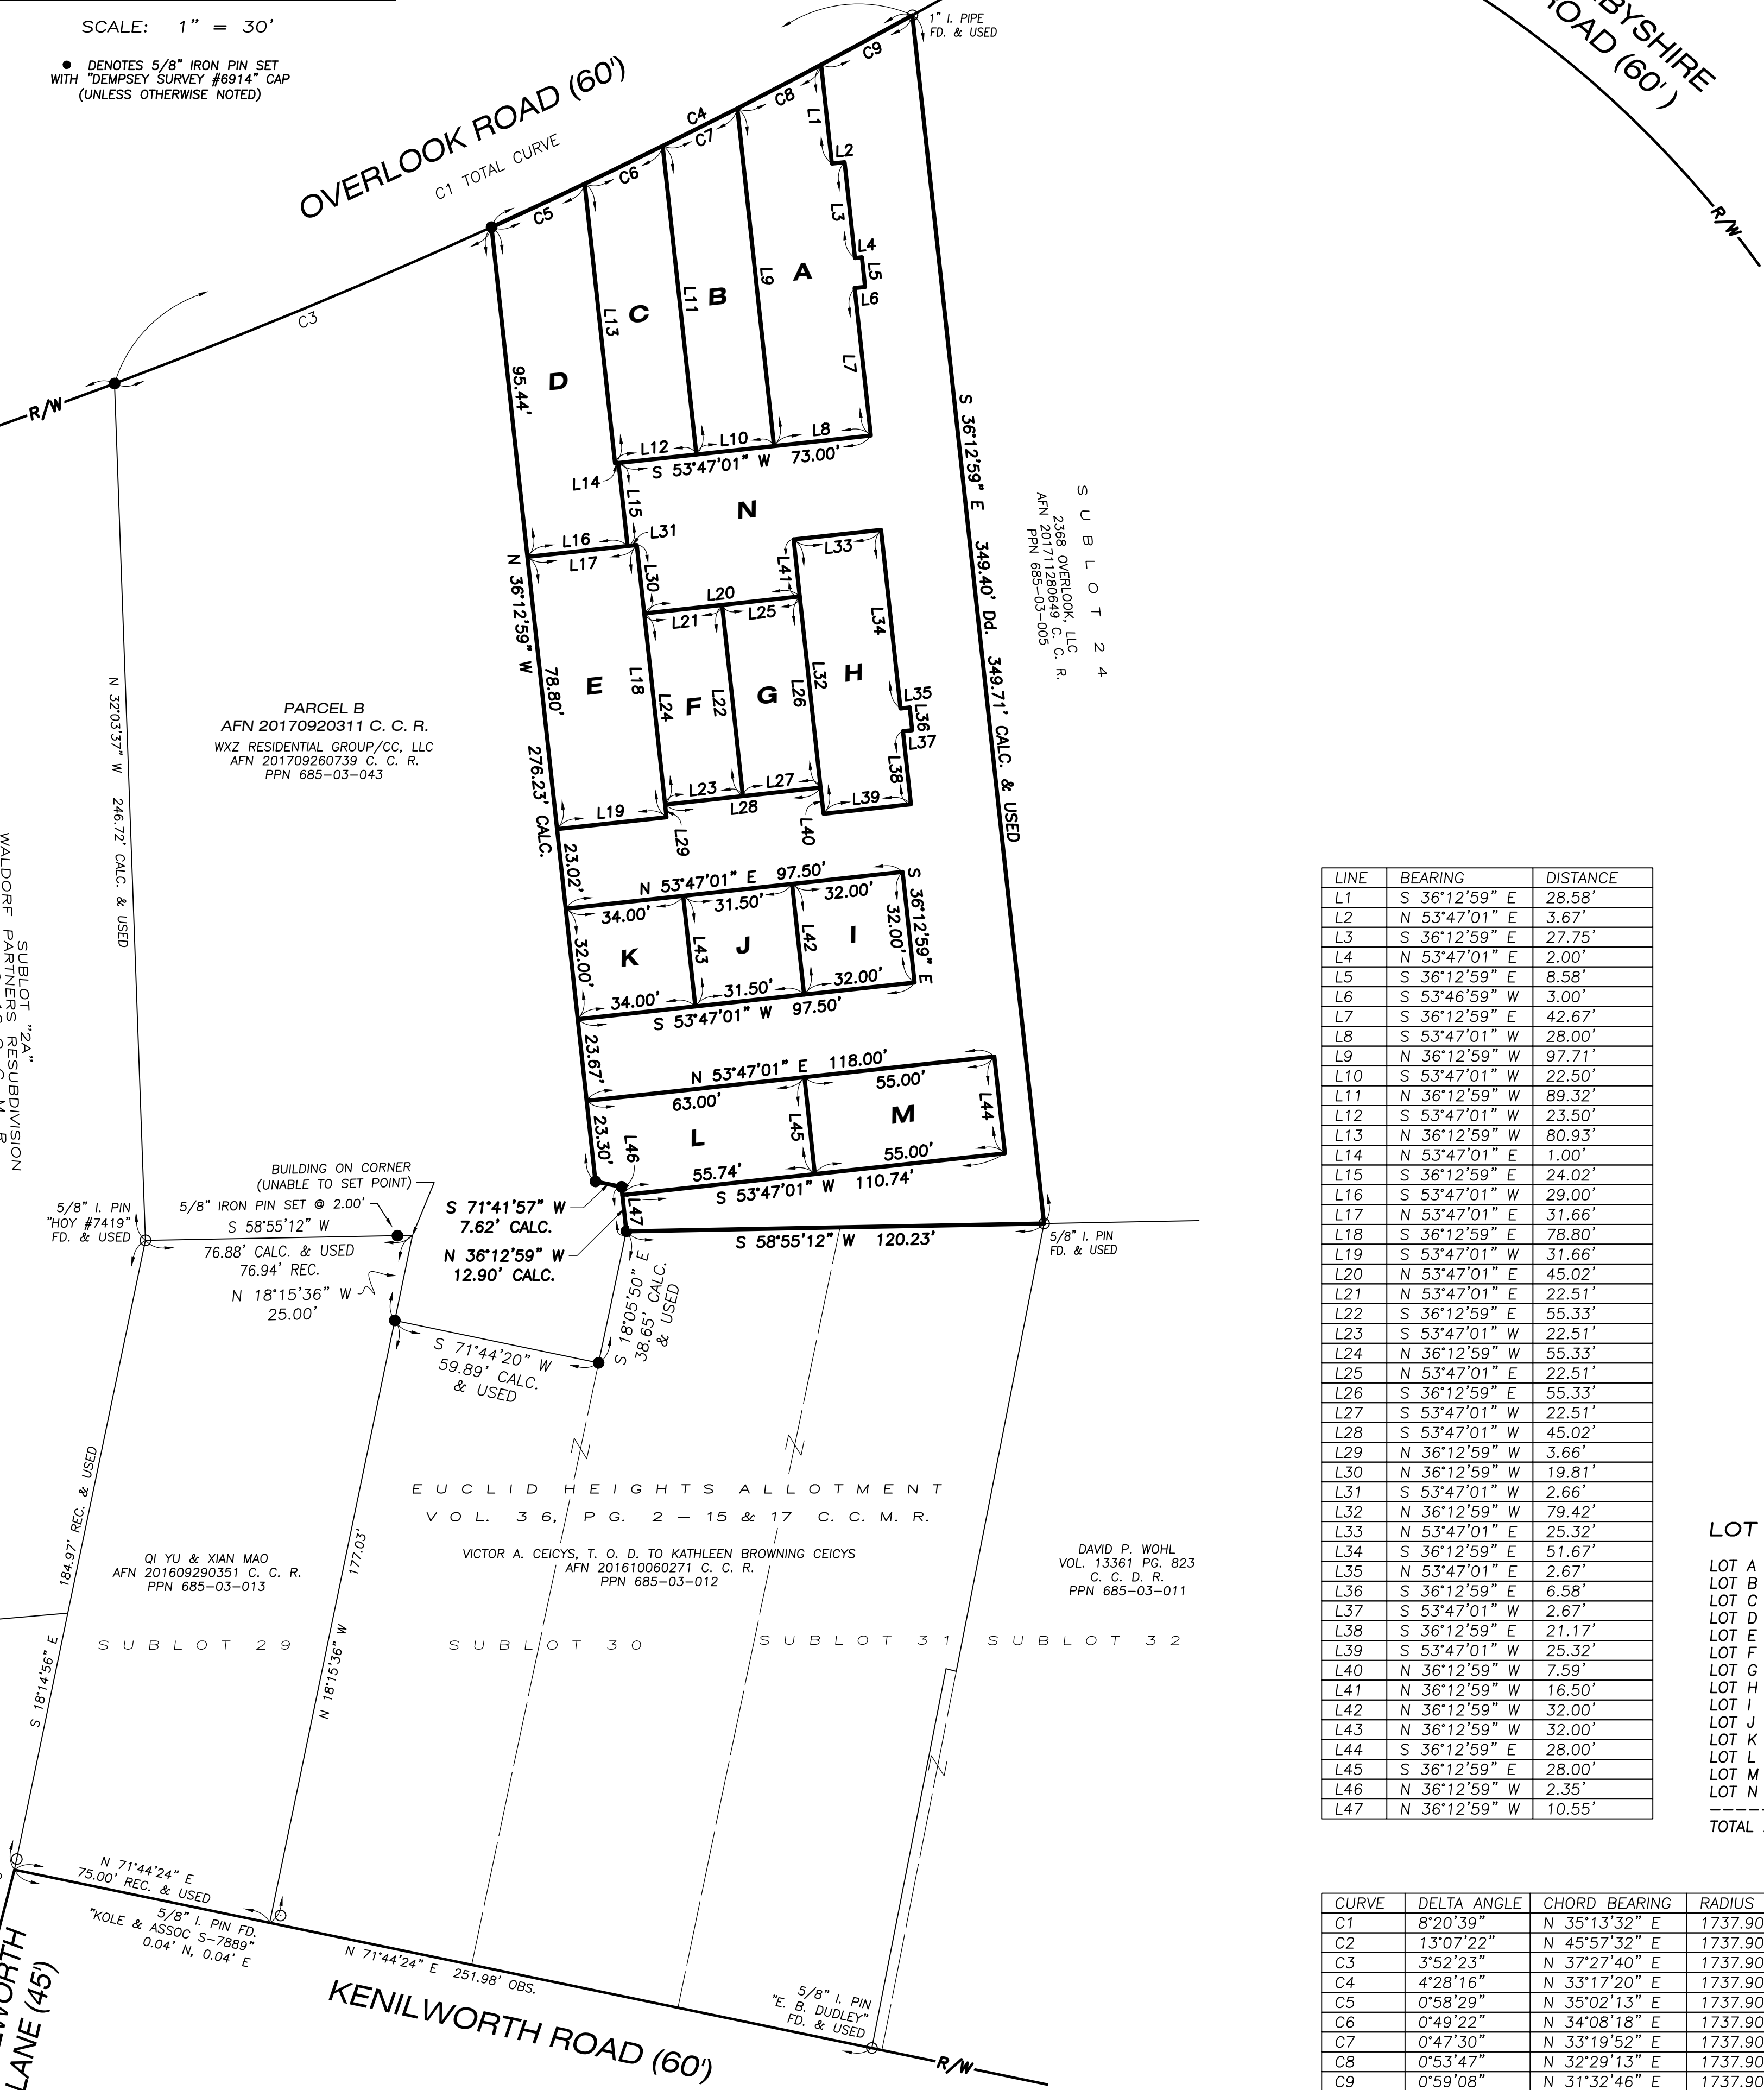 SCALE: 1" = 30'
● DENOTES 5/8" IRON PIN SET
WITH "DEMPSEY SURVEY #6914" CAP
(UNLESS OTHERWISE NOTED)
OVERLOOK ROAD (60')
C1 TOTAL CURVE
1" I. PIPE
FD. & USED
BYSHIRE
ROAD (60')
R/W
R/W
C3
C4
C5
C6
C7
C8
C9
L1
L2
L3
L4
L5
L6
L7
L8
L9
L10
L11
L12
L13
L14
L15
L16
L17
L31
A
B
C
D
N
S 53°47'01" W 73.00'
95.44'
N 36°12'59" W
276.23' CALC.
78.80'
S 36°12'59" E 349.40' Dd. 349.71' CALC. & USED
SUBLOT 24
2368 OVERLOOK, LLC
AFN 201711280649 C. C. R.
PPN 685-03-005
L30
L41
L33
L20
L21
L25
L34
L18
L24
L22
L26
L32
E
F
G
H
L35
L36
L37
L38
L23
L27
L28
L39
L19
L29
L40
23.02'
N 53°47'01" E 97.50'
34.00'
31.50'
32.00'
32.00'
L43
L42
32.00'
S 36°12'59" E
K
J
I
34.00'
31.50'
32.00'
S 53°47'01" W 97.50'
23.67'
N 53°47'01" E 118.00'
63.00'
55.00'
23.30'
L46
L45
L44
L
M
55.74'
55.00'
S 53°47'01" W 110.74'
L47
S 71°41'57" W
7.62' CALC.
N 36°12'59" W
12.90' CALC.
S 58°55'12" W 120.23'
5/8" I. PIN
FD. & USED
PARCEL B
AFN 20170920311 C. C. R.
WXZ RESIDENTIAL GROUP/CC, LLC
AFN 201709260739 C. C. R.
PPN 685-03-043
N 32°03'37" W 246.72' CALC. & USED
SUBLOT "2A"
WALDORF PARTNERS RESUBDIVISION
BUILDING ON CORNER
(UNABLE TO SET POINT)
5/8" IRON PIN SET @ 2.00'
S 58°55'12" W
76.88' CALC. & USED
76.94' REC.
N 18°15'36" W
25.00'
5/8" I. PIN
"HOY #7419"
FD. & USED
S 71°44'20" W
59.89' CALC.
& USED
S 18°05'50" E
38.65' CALC.
& USED
EUCLID HEIGHTS ALLOTMENT
VOL. 36, PG. 2 - 15 & 17 C. C. M. R.
QI YU & XIAN MAO
AFN 201609290351 C. C. R.
PPN 685-03-013
VICTOR A. CEICYS, T. O. D. TO KATHLEEN BROWNING CEICYS
AFN 201610060271 C. C. R.
PPN 685-03-012
DAVID P. WOHL
VOL. 13361 PG. 823
C. C. D. R.
PPN 685-03-011
184.97' REC. & USED
S 18°14'56" E
177.03'
N 18°15'36" W
SUBLOT 29
SUBLOT 30
SUBLOT 31
SUBLOT 32
N 71°44'24" E
75.00' REC. & USED
5/8" I. PIN FD.
"KOLE & ASSOC S-7889"
0.04' N, 0.04' E
N 71°44'24" E 251.98' OBS.
5/8" I. PIN
"E. B. DUDLEY"
FD. & USED
KENILWORTH ROAD (60')
R/W
LANE (45')
LINE BEARING DISTANCE
L1 S 36°12'59" E 28.58'
L2 N 53°47'01" E 3.67'
L3 S 36°12'59" E 27.75'
L4 N 53°47'01" E 2.00'
L5 S 36°12'59" E 8.58'
L6 S 53°46'59" W 3.00'
L7 S 36°12'59" E 42.67'
L8 S 53°47'01" W 28.00'
L9 N 36°12'59" W 97.71'
L10 S 53°47'01" W 22.50'
L11 N 36°12'59" W 89.32'
L12 S 53°47'01" W 23.50'
L13 N 36°12'59" W 80.93'
L14 N 53°47'01" E 1.00'
L15 S 36°12'59" E 24.02'
L16 S 53°47'01" W 29.00'
L17 N 53°47'01" E 31.66'
L18 S 36°12'59" E 78.80'
L19 S 53°47'01" W 31.66'
L20 N 53°47'01" E 45.02'
L21 N 53°47'01" E 22.51'
L22 S 36°12'59" E 55.33'
L23 S 53°47'01" W 22.51'
L24 N 36°12'59" W 55.33'
L25 N 53°47'01" E 22.51'
L26 S 36°12'59" E 55.33'
L27 S 53°47'01" W 22.51'
L28 S 53°47'01" W 45.02'
L29 N 36°12'59" W 3.66'
L30 N 36°12'59" W 19.81'
L31 S 53°47'01" W 2.66'
L32 N 36°12'59" W 79.42'
L33 N 53°47'01" E 25.32'
L34 S 36°12'59" E 51.67'
L35 N 53°47'01" E 2.67'
L36 S 36°12'59" E 6.58'
L37 S 53°47'01" W 2.67'
L38 S 36°12'59" E 21.17'
L39 S 53°47'01" W 25.32'
L40 N 36°12'59" W 7.59'
L41 N 36°12'59" W 16.50'
L42 N 36°12'59" W 32.00'
L43 N 36°12'59" W 32.00'
L44 S 36°12'59" E 28.00'
L45 S 36°12'59" E 28.00'
L46 N 36°12'59" W 2.35'
L47 N 36°12'59" W 10.55'
LOT
LOT A
LOT B
LOT C
LOT D
LOT E
LOT F
LOT G
LOT H
LOT I
LOT J
LOT K
LOT L
LOT M
LOT N
TOTAL
CURVE DELTA ANGLE CHORD BEARING RADIUS
C1 8°20'39" N 35°13'32" E 1737.90
C2 13°07'22" N 45°57'32" E 1737.90
C3 3°52'23" N 37°27'40" E 1737.90
C4 4°28'16" N 33°17'20" E 1737.90
C5 0°58'29" N 35°02'13" E 1737.90
C6 0°49'22" N 34°08'18" E 1737.90
C7 0°47'30" N 33°19'52" E 1737.90
C8 0°53'47" N 32°29'13" E 1737.90
C9 0°59'08" N 31°32'46" E 1737.90